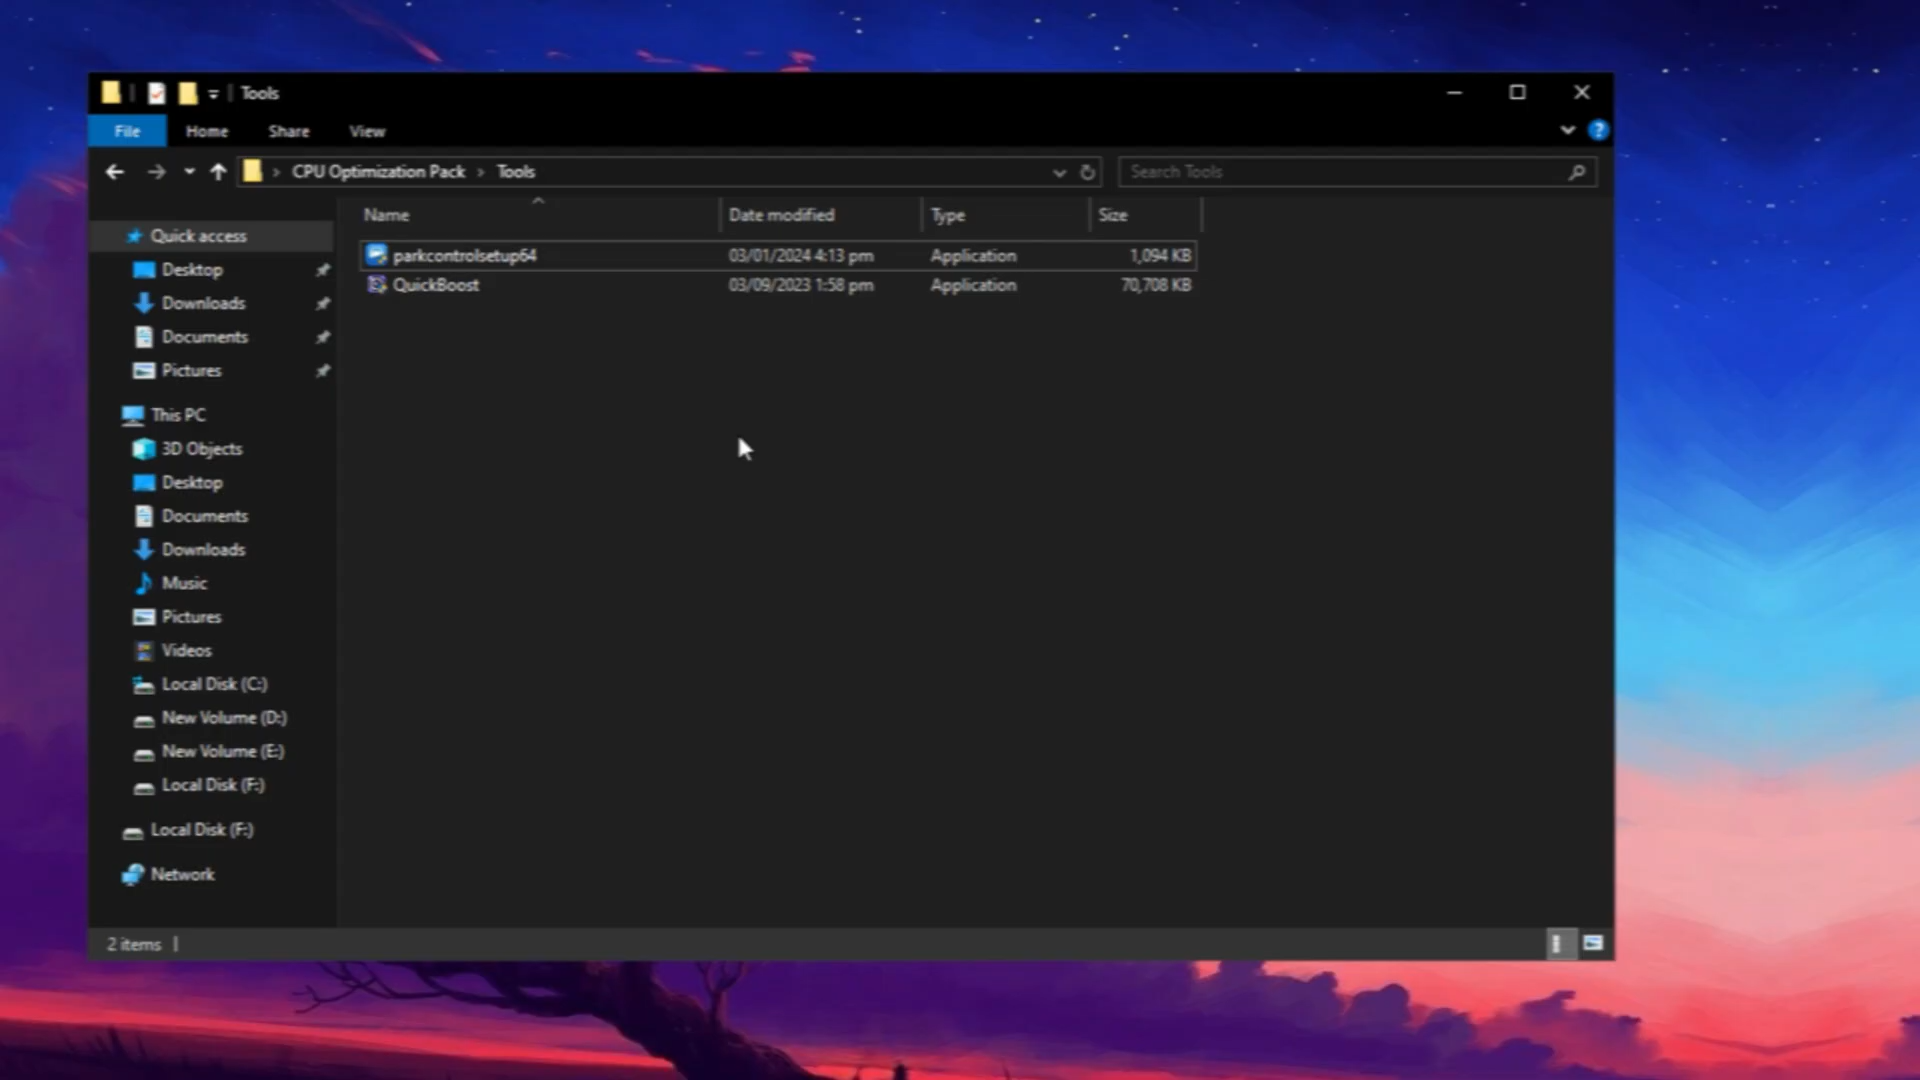 Tools
File Home Share View
CPU Optimization Pack Tools Search Tools
Name Date modified Type Size
Quick access
parkcontrolsetup64 03/01/2024 4:13 pm Application 1,094 KB
QuickBoost 03/09/2023 1:58 pm Application 70,708 KB
Desktop
Downloads
Documents
Pictures
This PC
3D Objects
Desktop
Documents
Downloads
Music
Pictures
Videos
Local Disk (C:)
New Volume (D:)
New Volume (E:)
Local Disk (F:)
Local Disk (F:)
Network
2 items